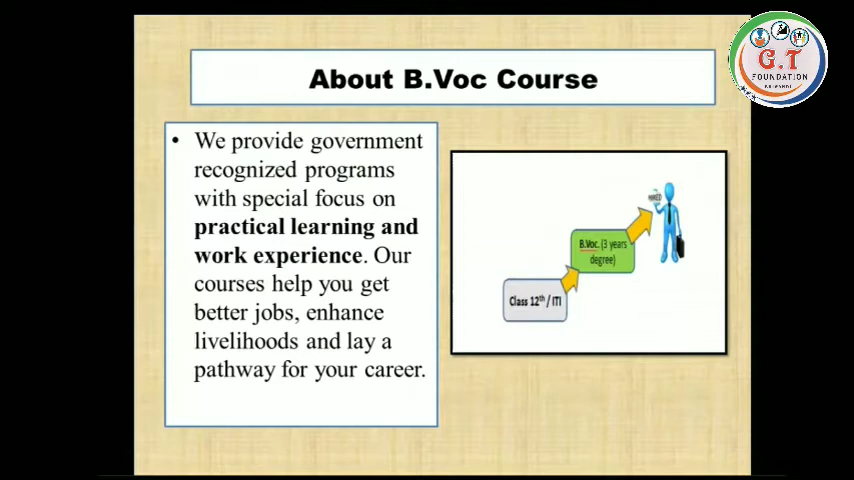 About B.Voc Course
G.T
FOUNDATION
• We provide government
recognized programs
with special focus on
practical learning and
work experience. Our
courses help you get
better jobs, enhance
livelihoods and lay a
pathway for your career.
HIRED
B.Voc. (3 years
degree)
Class 12th / ITI